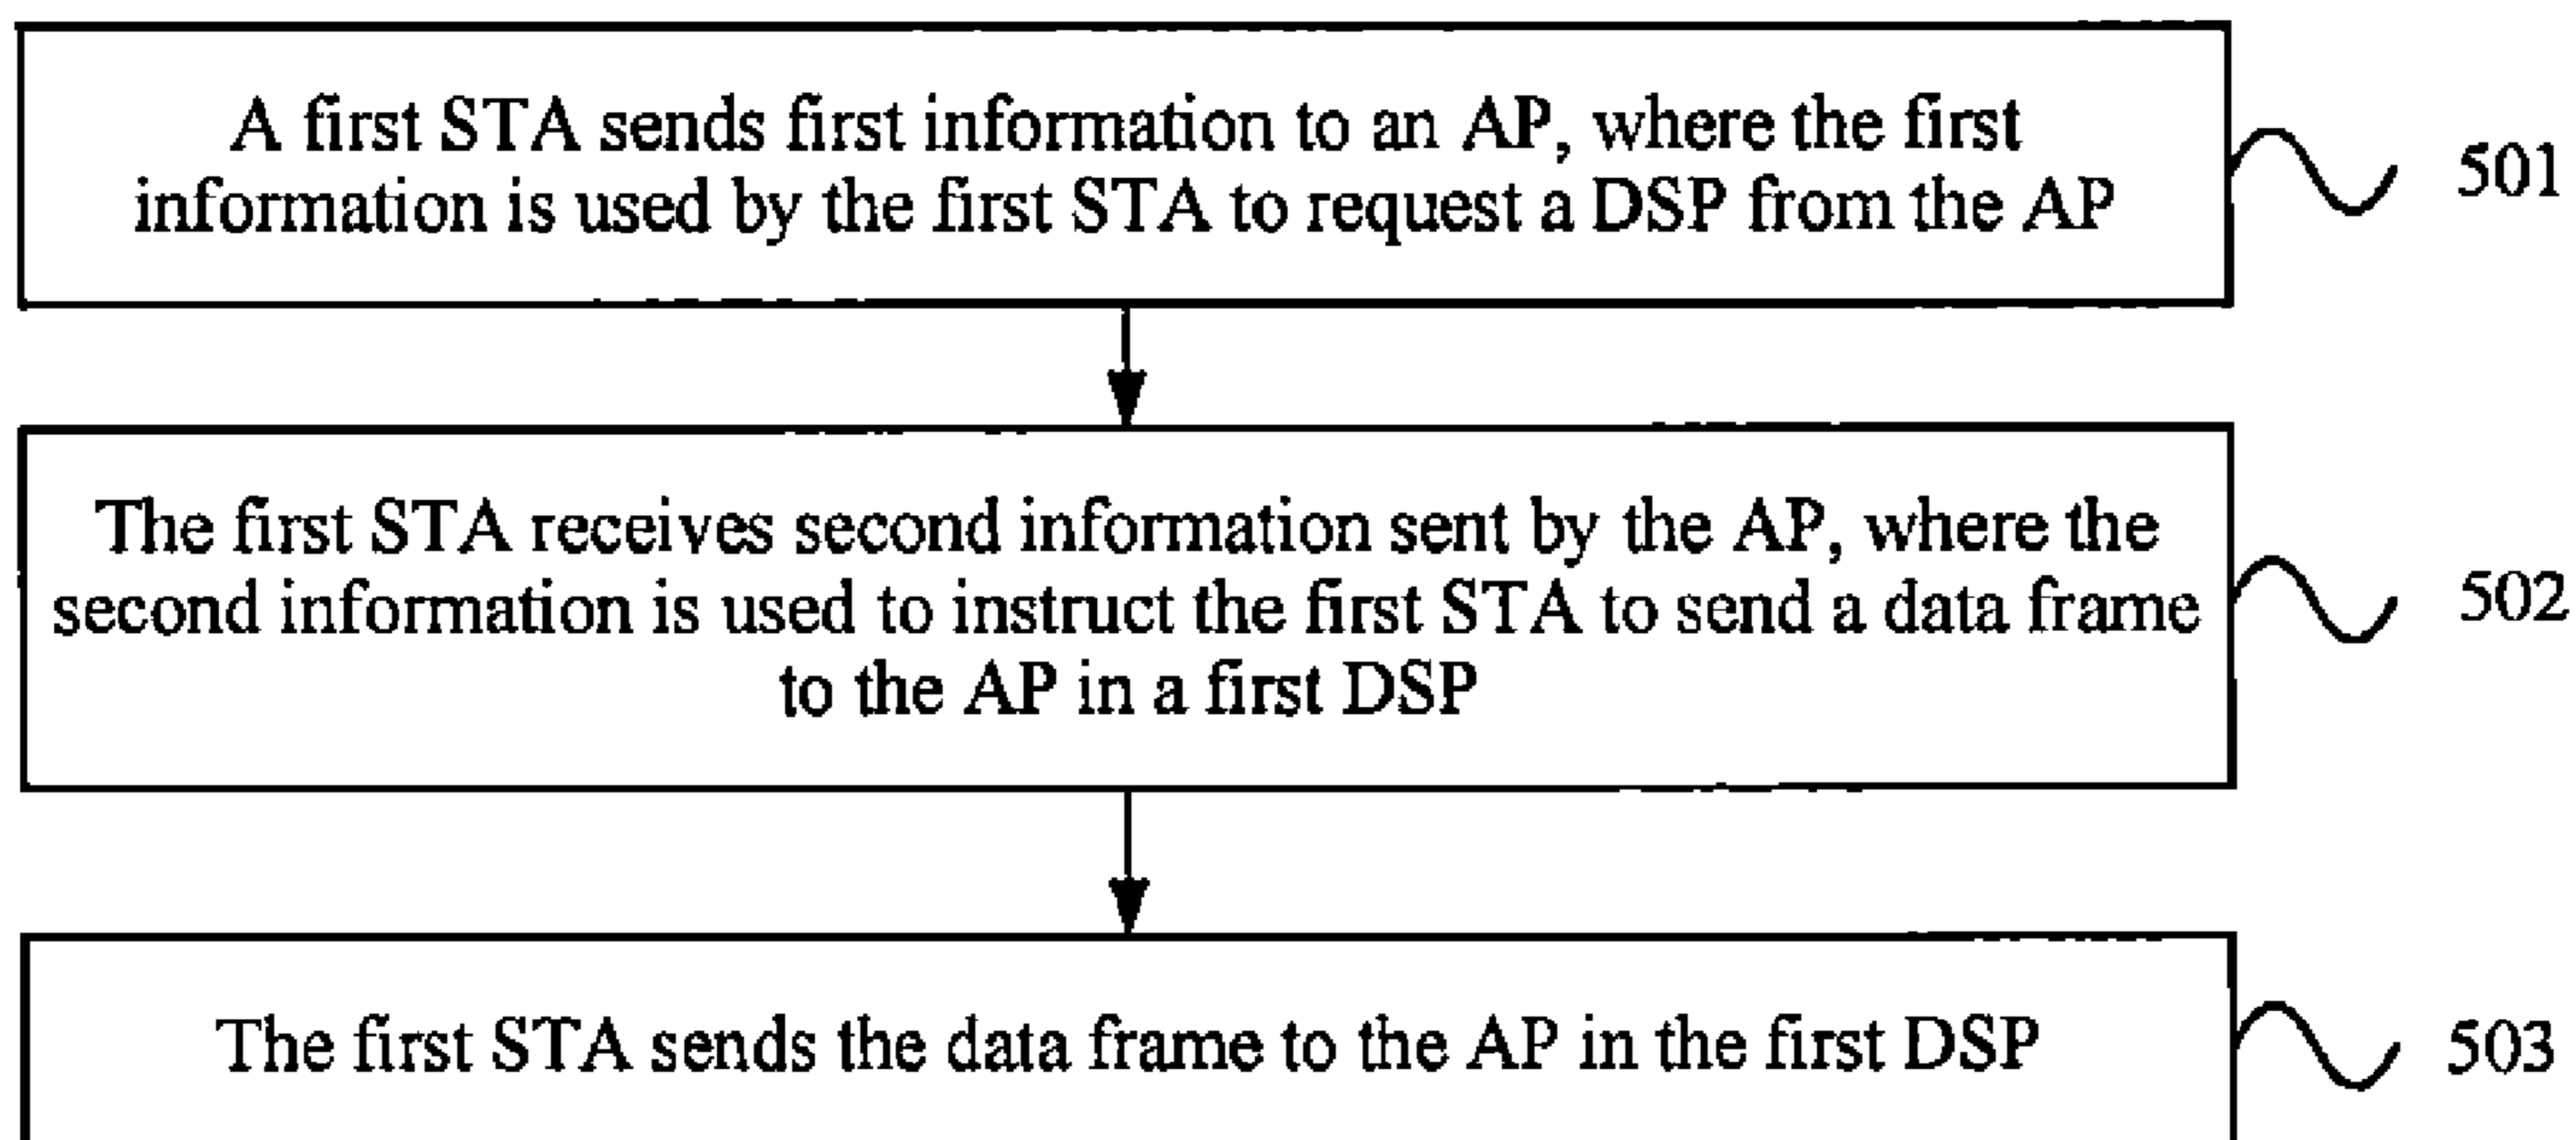 A first STA sends first information to an AP, where the first
information is used by the first STA to request a DSP from the AP
501
The first STA receives second information sent by the AP, where the
second information is used to instruct the first STA to send a data frame
to the AP in a first DSP
502
The first STA sends the data frame to the AP in the first DSP
503